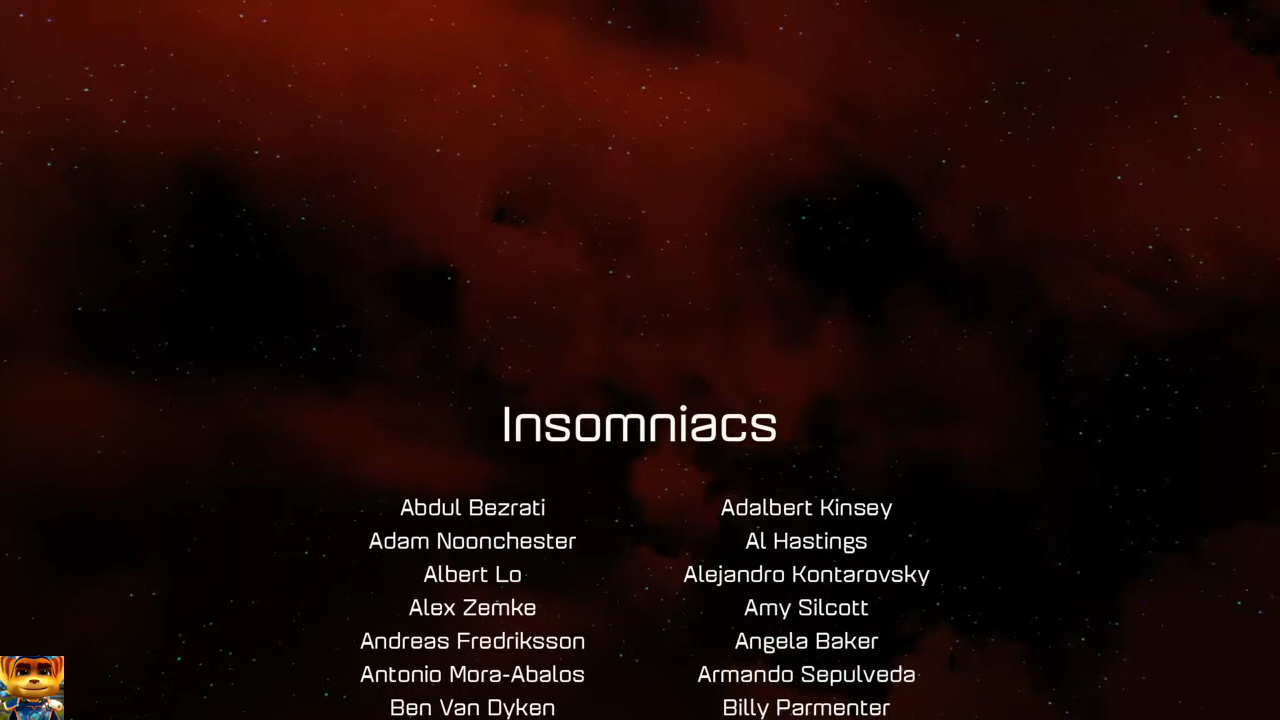 Insomniacs
Abdul Bezrati Adalbert Kinsey
Adam Noonchester Al Hastings
Albert Lo Alejandro Kontarovsky
Alex Zemke Amy Silcott
Andreas Fredriksson Angela Baker
Antonio Mora-Abalos Armando Sepulveda
Ben Van Dyken Billy Parmenter